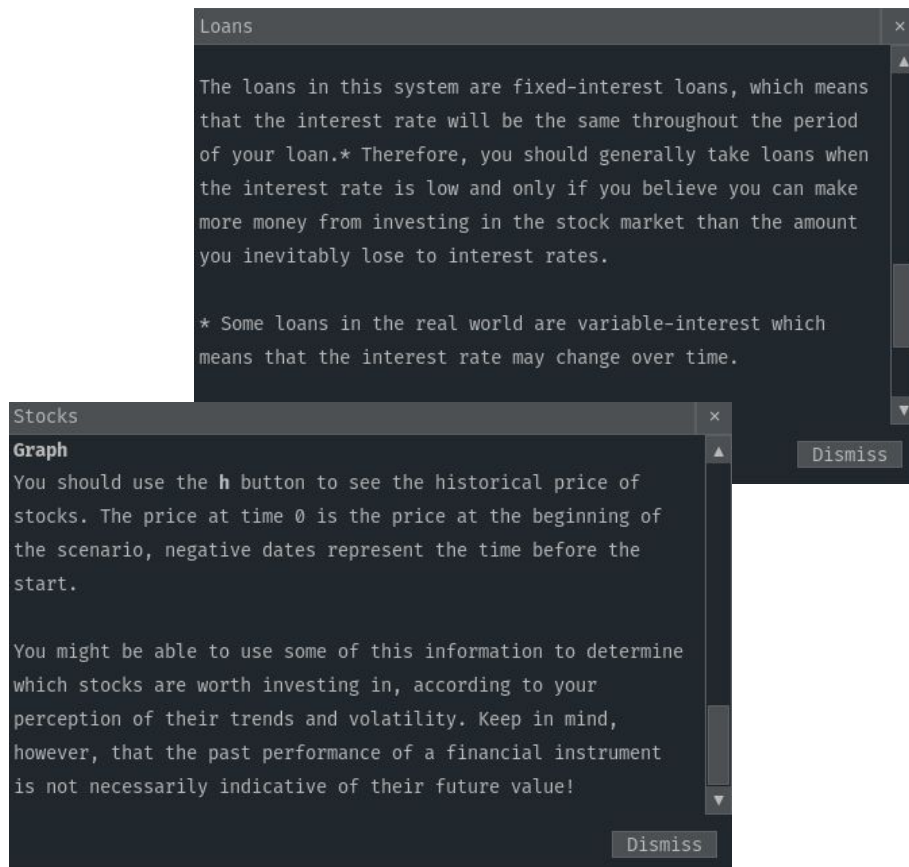 Loans ×
The loans in this system are fixed-interest loans, which means
that the interest rate will be the same throughout the period
of your loan.* Therefore, you should generally take loans when
the interest rate is low and only if you believe you can make
more money from investing in the stock market than the amount
you inevitably lose to interest rates.
* Some loans in the real world are variable-interest which
means that the interest rate may change over time.
Dismiss
Stocks ×
Graph
You should use the h button to see the historical price of
stocks. The price at time 0 is the price at the beginning of
the scenario, negative dates represent the time before the
start.
You might be able to use some of this information to determine
which stocks are worth investing in, according to your
perception of their trends and volatility. Keep in mind,
however, that the past performance of a financial instrument
is not necessarily indicative of their future value!
Dismiss